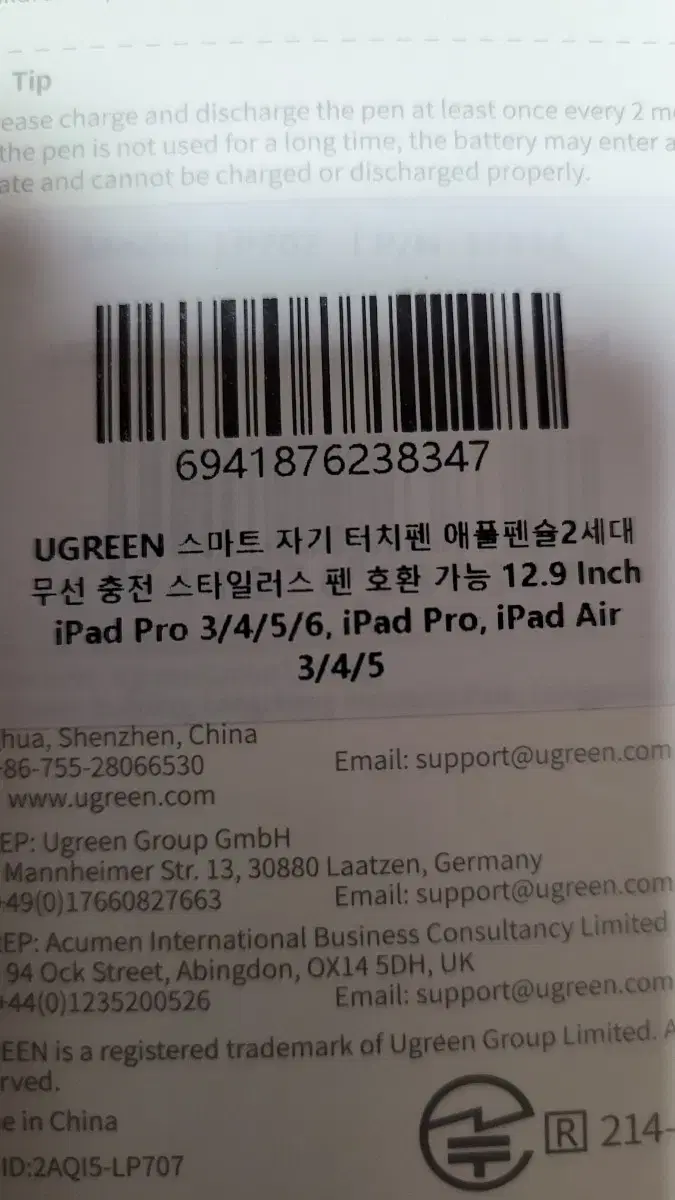 Tip
ease charge and discharge the pen at least once every 2 m
the pen is not used for a long time, the battery may enter a
ate and cannot be charged or discharged properly.
6941876238347
UGREEN 스마트 자기 터치펜 애플펜슬2세대
무선 충전 스타일러스 펜 호환 가능 12.9 Inch
iPad Pro 3/4/5/6, iPad Pro, iPad Air
3/4/5
hua, Shenzhen, China
-86-755-28066530 Email: support@ugreen.com
www.ugreen.com
EP: Ugreen Group GmbH
Mannheimer Str. 13, 30880 Laatzen, Germany
+49(0)17660827663 Email: support@ugreen.com
EP: Acumen International Business Consultancy Limited
94 Ock Street, Abingdon, OX14 5DH, UK
+44(0)1235200526 Email: support@ugreen.com
EEN is a registered trademark of Ugreen Group Limited. A
rved.
e in China
R 214-
ID:2AQI5-LP707